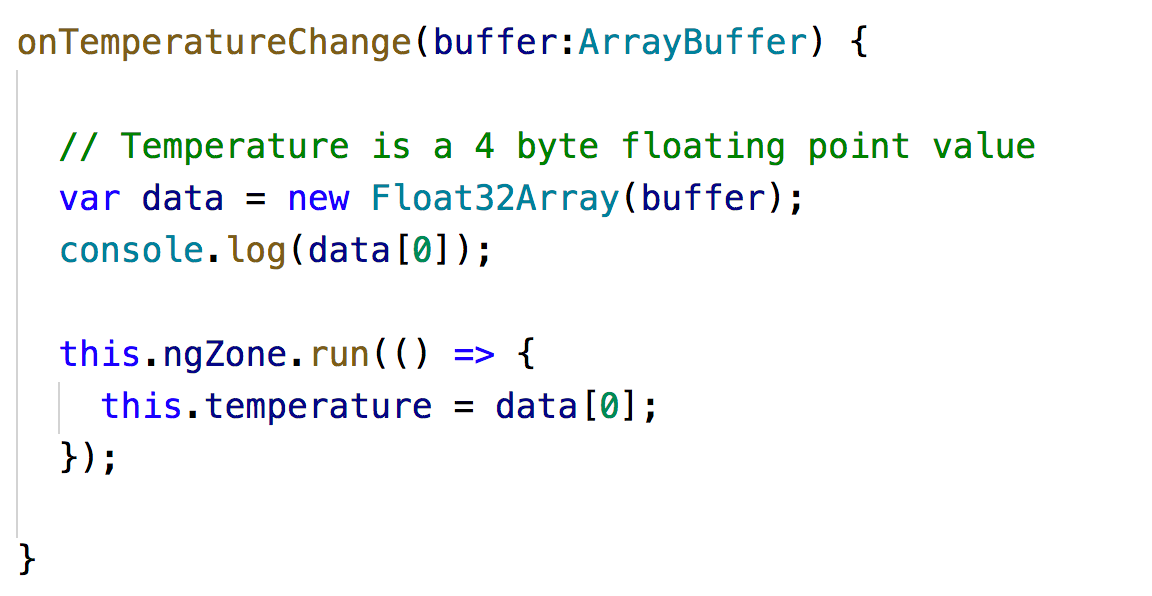 onTemperatureChange(buffer:ArrayBuffer) {
// Temperature is a 4 byte floating point value
var data = new Float32Array(buffer);
console.log(data[0]);
this.ngZone.run(() => {
this.temperature = data[0];
});
}